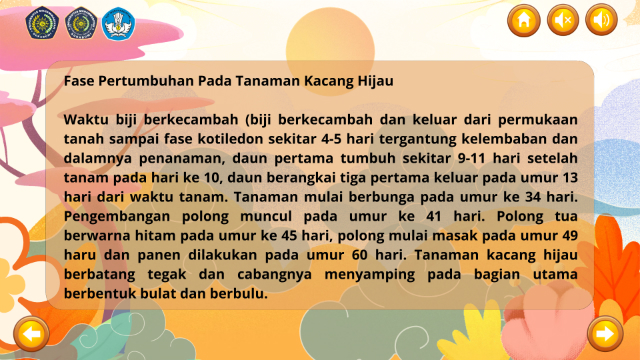 Fase Pertumbuhan Pada Tanaman Kacang Hijau
Waktu biji berkecambah (biji berkecambah dan keluar dari permukaan
tanah sampai fase kotiledon sekitar 4-5 hari tergantung kelembaban dan
dalamnya penanaman, daun pertama tumbuh sekitar 9-11 hari setelah
tanam pada hari ke 10, daun berangkai tiga pertama keluar pada umur 13
hari dari waktu tanam. Tanaman mulai berbunga pada umur ke 34 hari.
Pengembangan polong muncul pada umur ke 41 hari. Polong tua
berwarna hitam pada umur ke 45 hari, polong mulai masak pada umur 49
haru dan panen dilakukan pada umur 60 hari. Tanaman kacang hijau
berbatang tegak dan cabangnya menyamping pada bagian utama
berbentuk bulat dan berbulu.